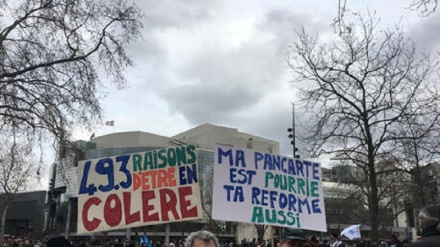 49.3 RAISONS
D'ETRE EN
COLERE
MA PANCARTE
EST POURRIE
TA REFORME
AUSSI